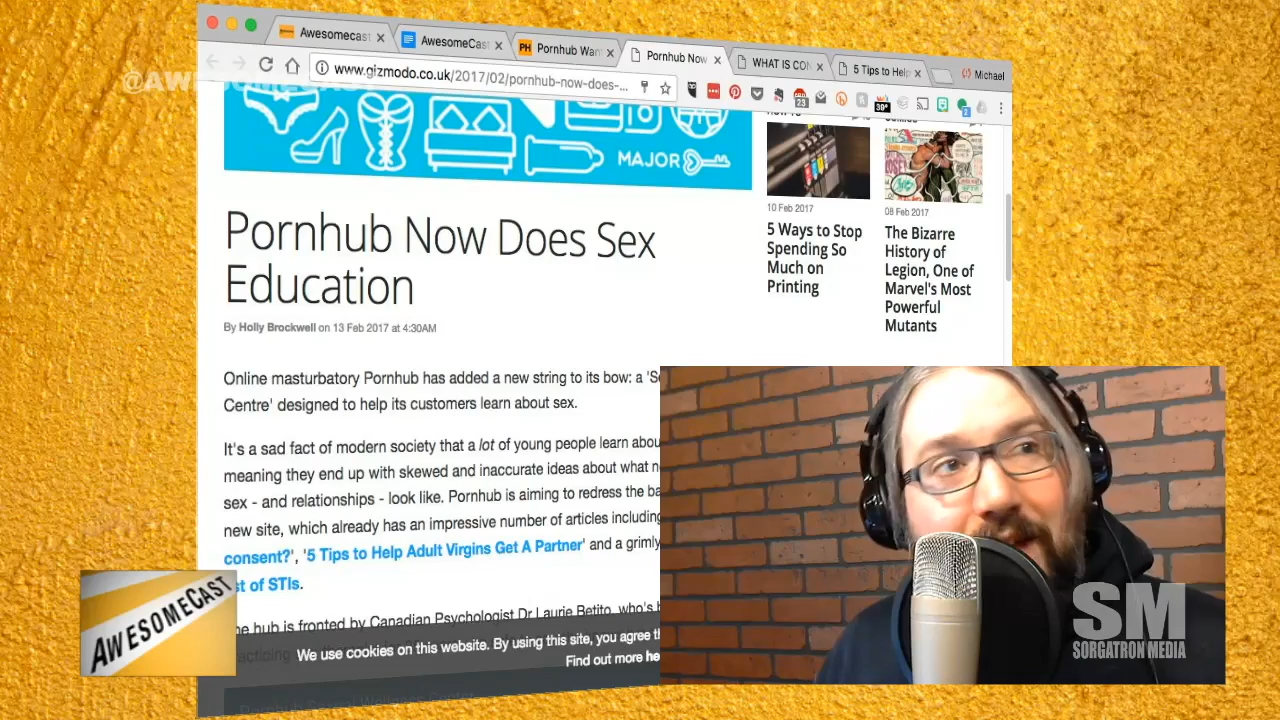 Awesomecast
AwesomeCast
Pornhub Wan
Pornhub Now
WHAT IS CON
5 Tips to Help
Michael
@AWESOMECAST
www.gizmodo.co.uk/2017/02/pornhub-now-does-...
23
30°
2
MAJOR
Pornhub Now Does Sex
Education
By Holly Brockwell on 13 Feb 2017 at 4:30AM
Online masturbatory Pornhub has added a new string to its bow: a 'Se
Centre' designed to help its customers learn about sex.
It's a sad fact of modern society that a lot of young people learn abou
meaning they end up with skewed and inaccurate ideas about what
sex - and relationships - look like. Pornhub is aiming to redress the ba
new site, which already has an impressive number of articles including
consent?', '5 Tips to Help Adult Virgins Get A Partner' and a grimly
st of STIs.
he hub is fronted by Canadian Psychologist Dr Laurie Betito, who's
We use cookies on this website. By using this site, you agree
Find out more
10 Feb 2017
5 Ways to Stop
Spending So
Much on
Printing
08 Feb 2017
The Bizarre
History of
Legion, One of
Marvel's Most
Powerful
Mutants
AWESOMECAST
SM
SORGATRON MEDIA